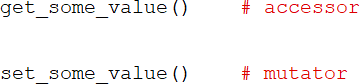 get_some_value()    # accessor
set_some_value()    # mutator